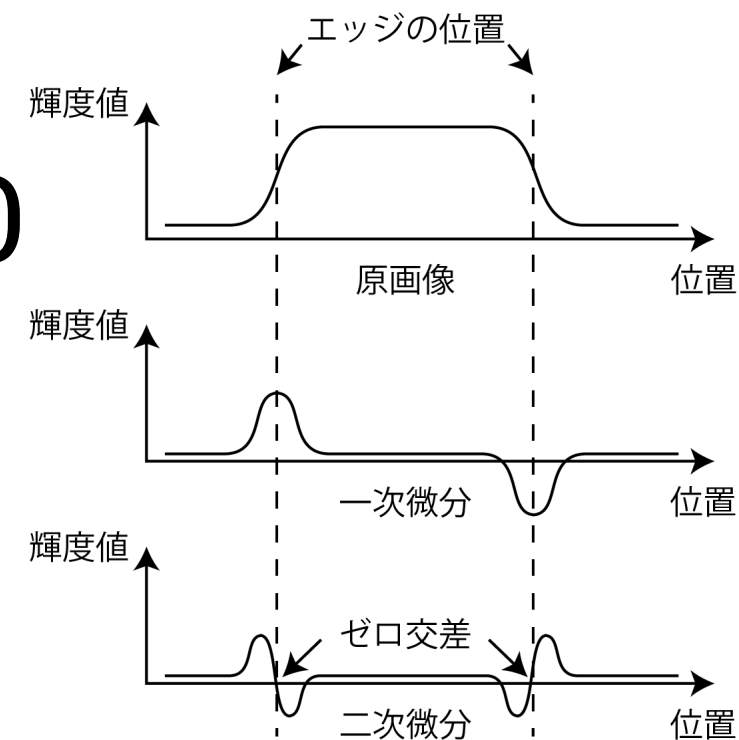 エッジの位置
輝度値
原画像
位置
輝度値
一次微分
位置
輝度値
ゼロ交差
二次微分
位置